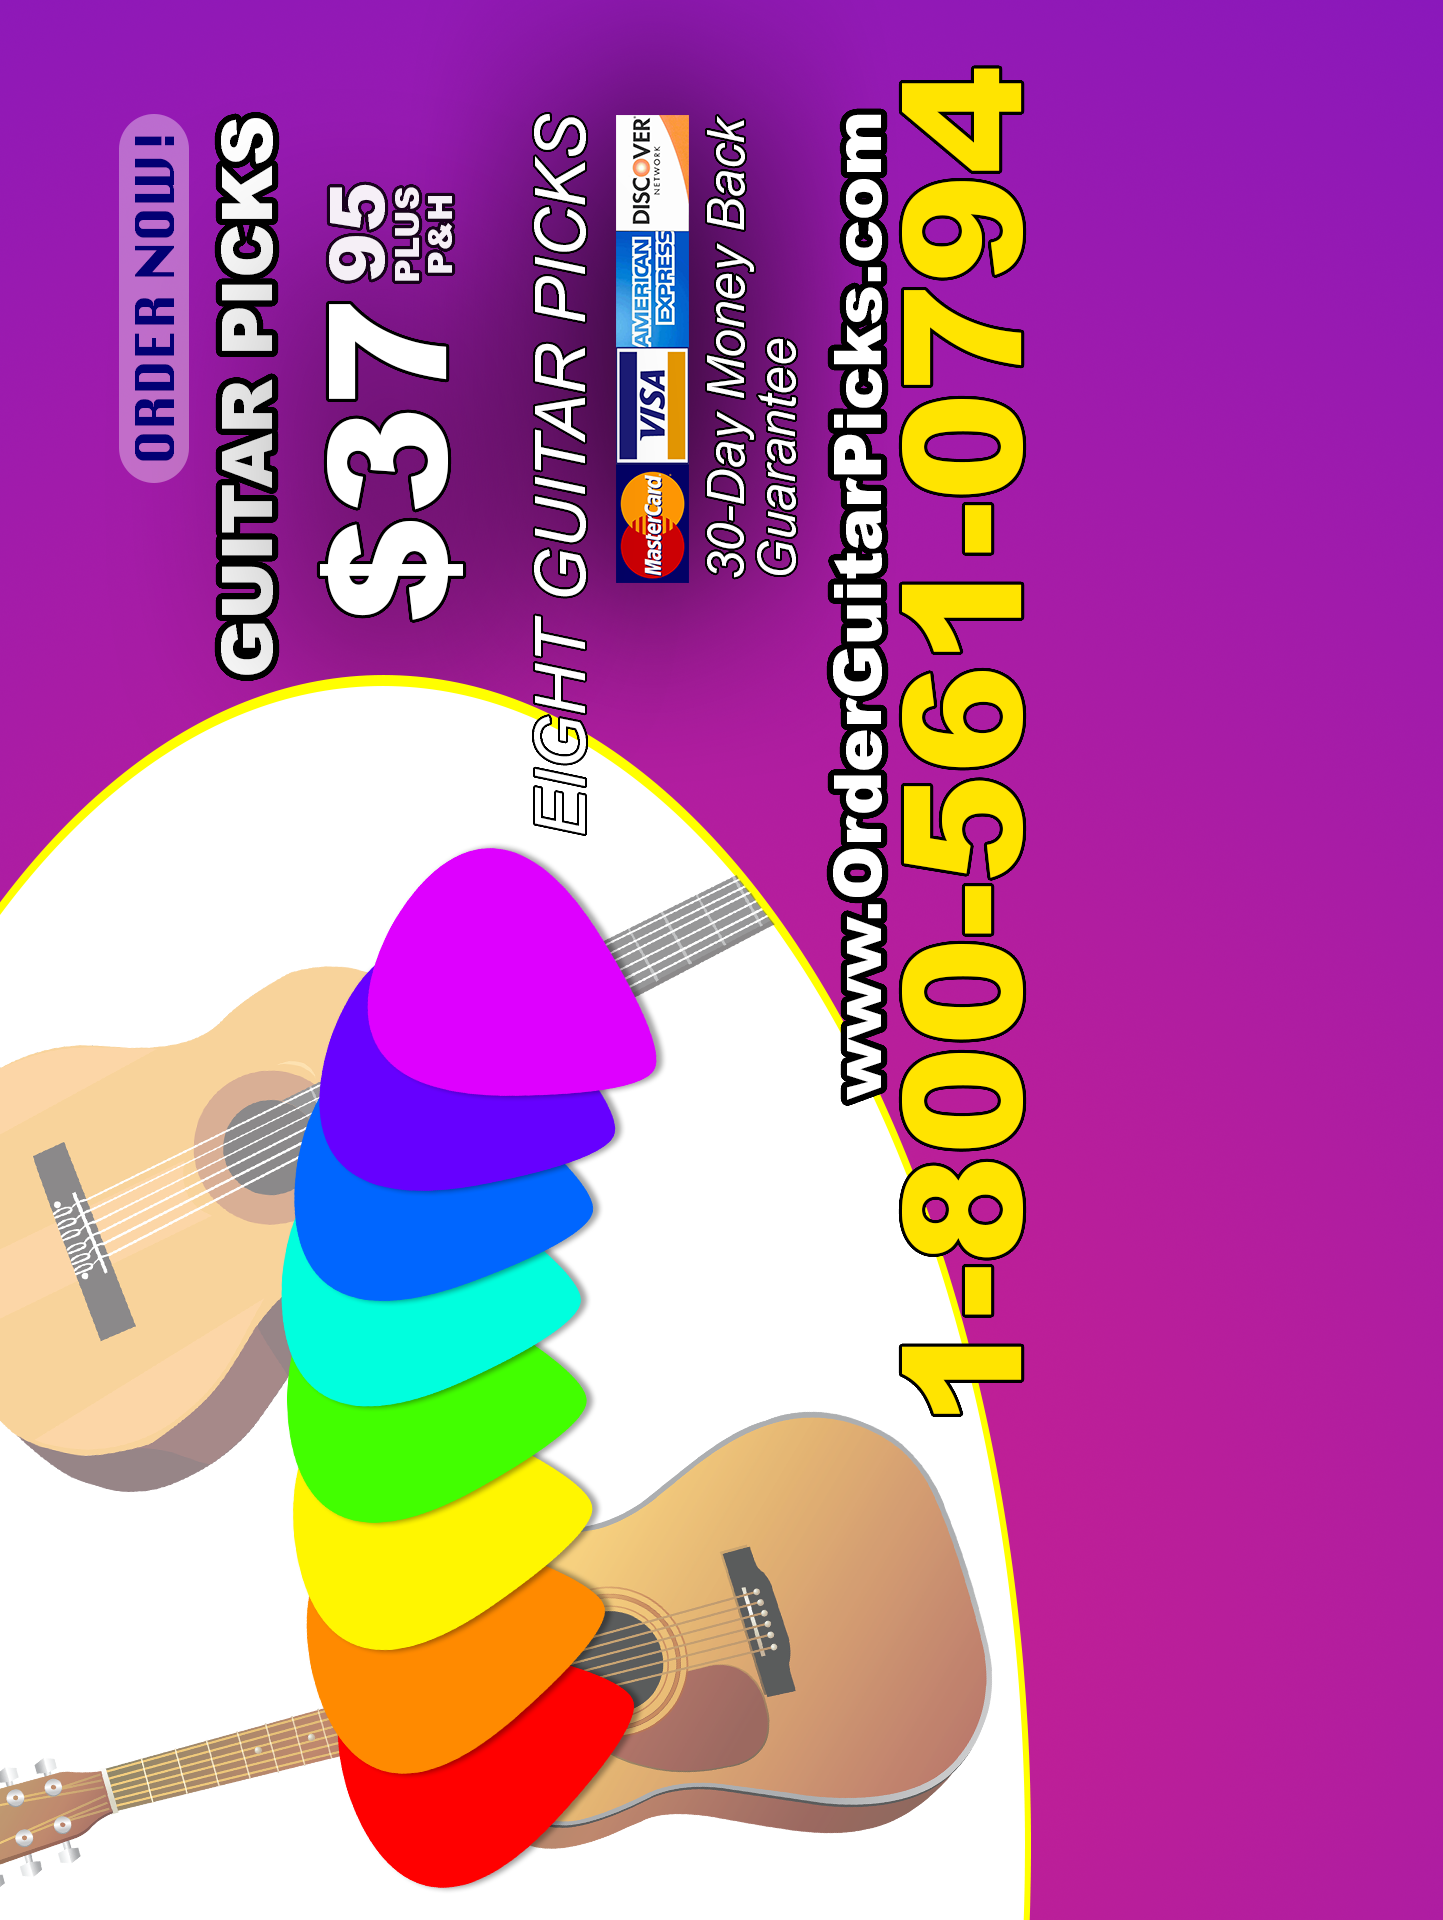 ORDER NOW!
GUITAR PICKS
$37 95
PLUS
P&H
EIGHT GUITAR PICKS
MasterCard VISA AMERICAN EXPRESS DISCOVER NETWORK
30-Day Money Back
Guarantee
www.OrderGuitarPicks.com
1-800-561-0794